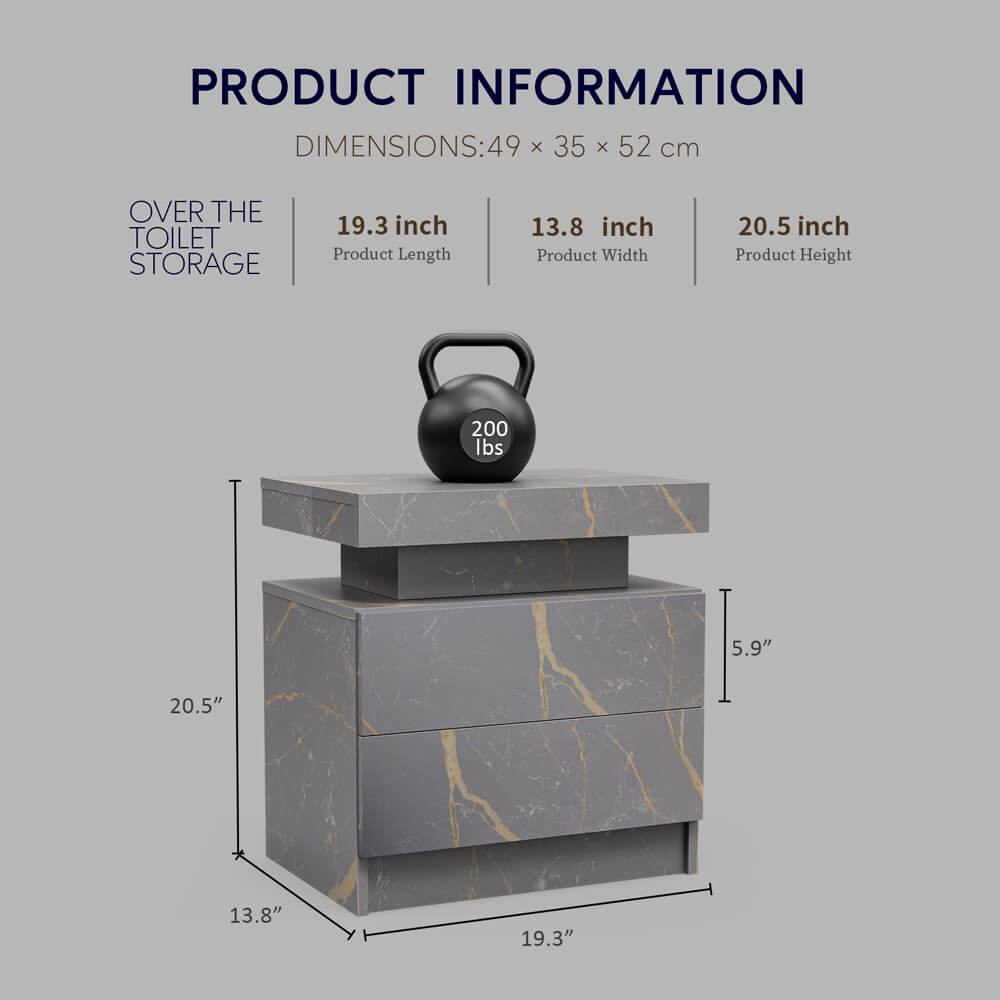 PRODUCT INFORMATION
DIMENSIONS:49 × 35 × 52 cm
OVER THE
TOILET
STORAGE
19.3 inch
Product Length
13.8 inch
Product Width
20.5 inch
Product Height
200
lbs
5.9”
20.5”
13.8”
19.3”